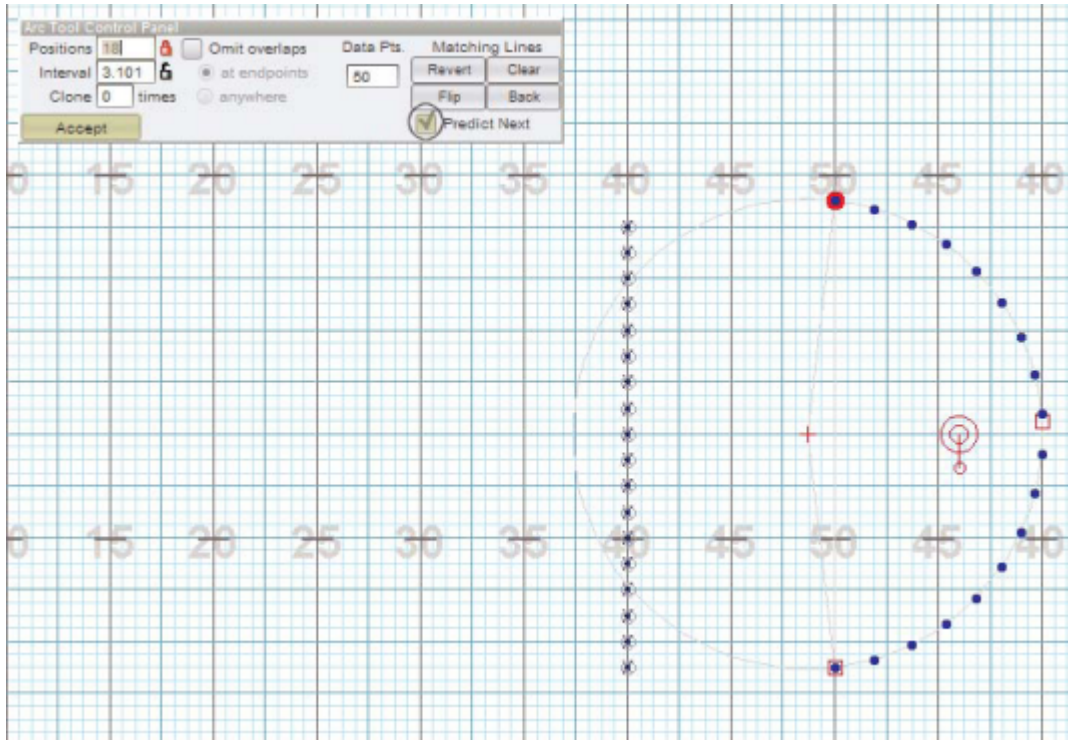 Arc Tool Control Panel
Positions 18 Omit overlaps Data Pts. Matching Lines
Interval 3.101 at endpoints 50 Revert Clear
Clone 0 times anywhere Flip Back
Accept Predict Next
0 15 20 25 30 35 40 45 50 45 40
0 15 20 25 30 35 40 45 50 45 40